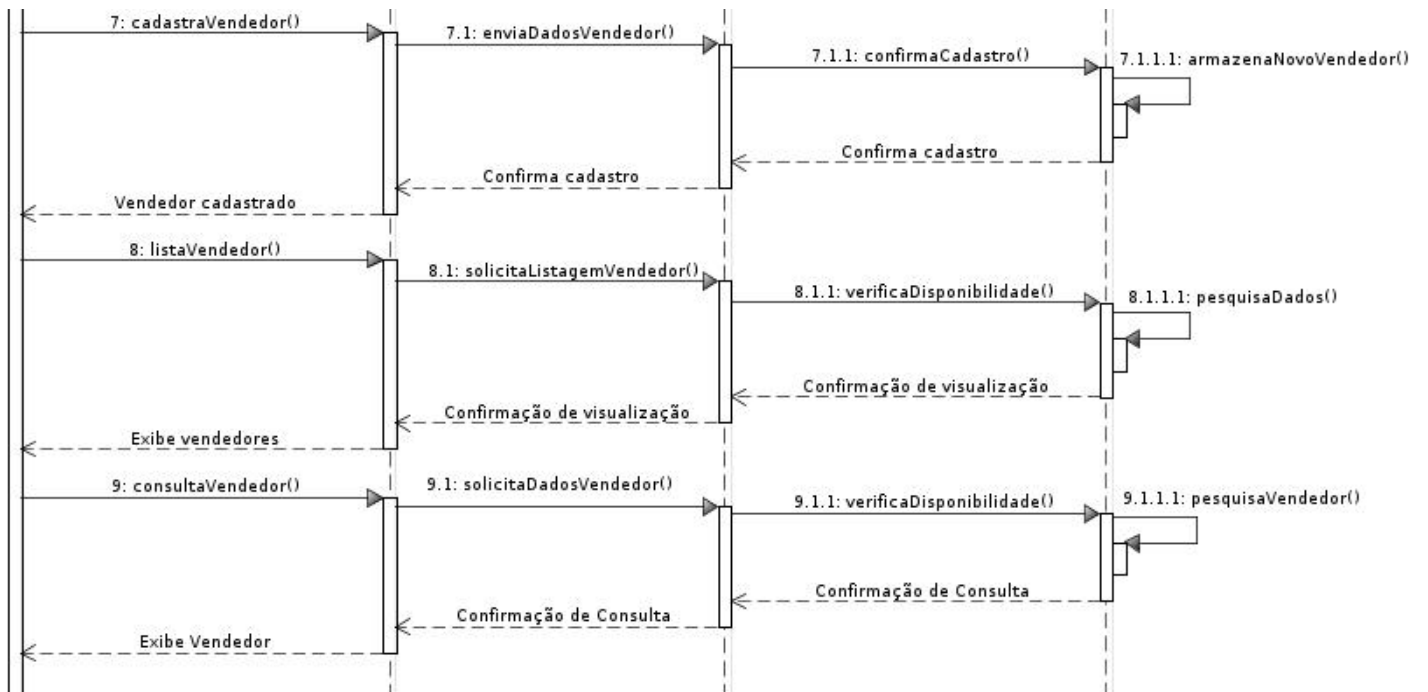 7: cadastraVendedor()
7.1: enviaDadosVendedor()
7.1.1: confirmaCadastro()
7.1.1.1: armazenaNovoVendedor()
Confirma cadastro
Confirma cadastro
Vendedor cadastrado
8: listaVendedor()
8.1: solicitaListagemVendedor()
8.1.1: verificaDisponibilidade()
8.1.1.1: pesquisaDados()
Confirmação de visualização
Confirmação de visualização
Exibe vendedores
9: consultaVendedor()
9.1: solicitaDadosVendedor()
9.1.1: verificaDisponibilidade()
9.1.1.1: pesquisaVendedor()
Confirmação de Consulta
Confirmação de Consulta
Exibe Vendedor